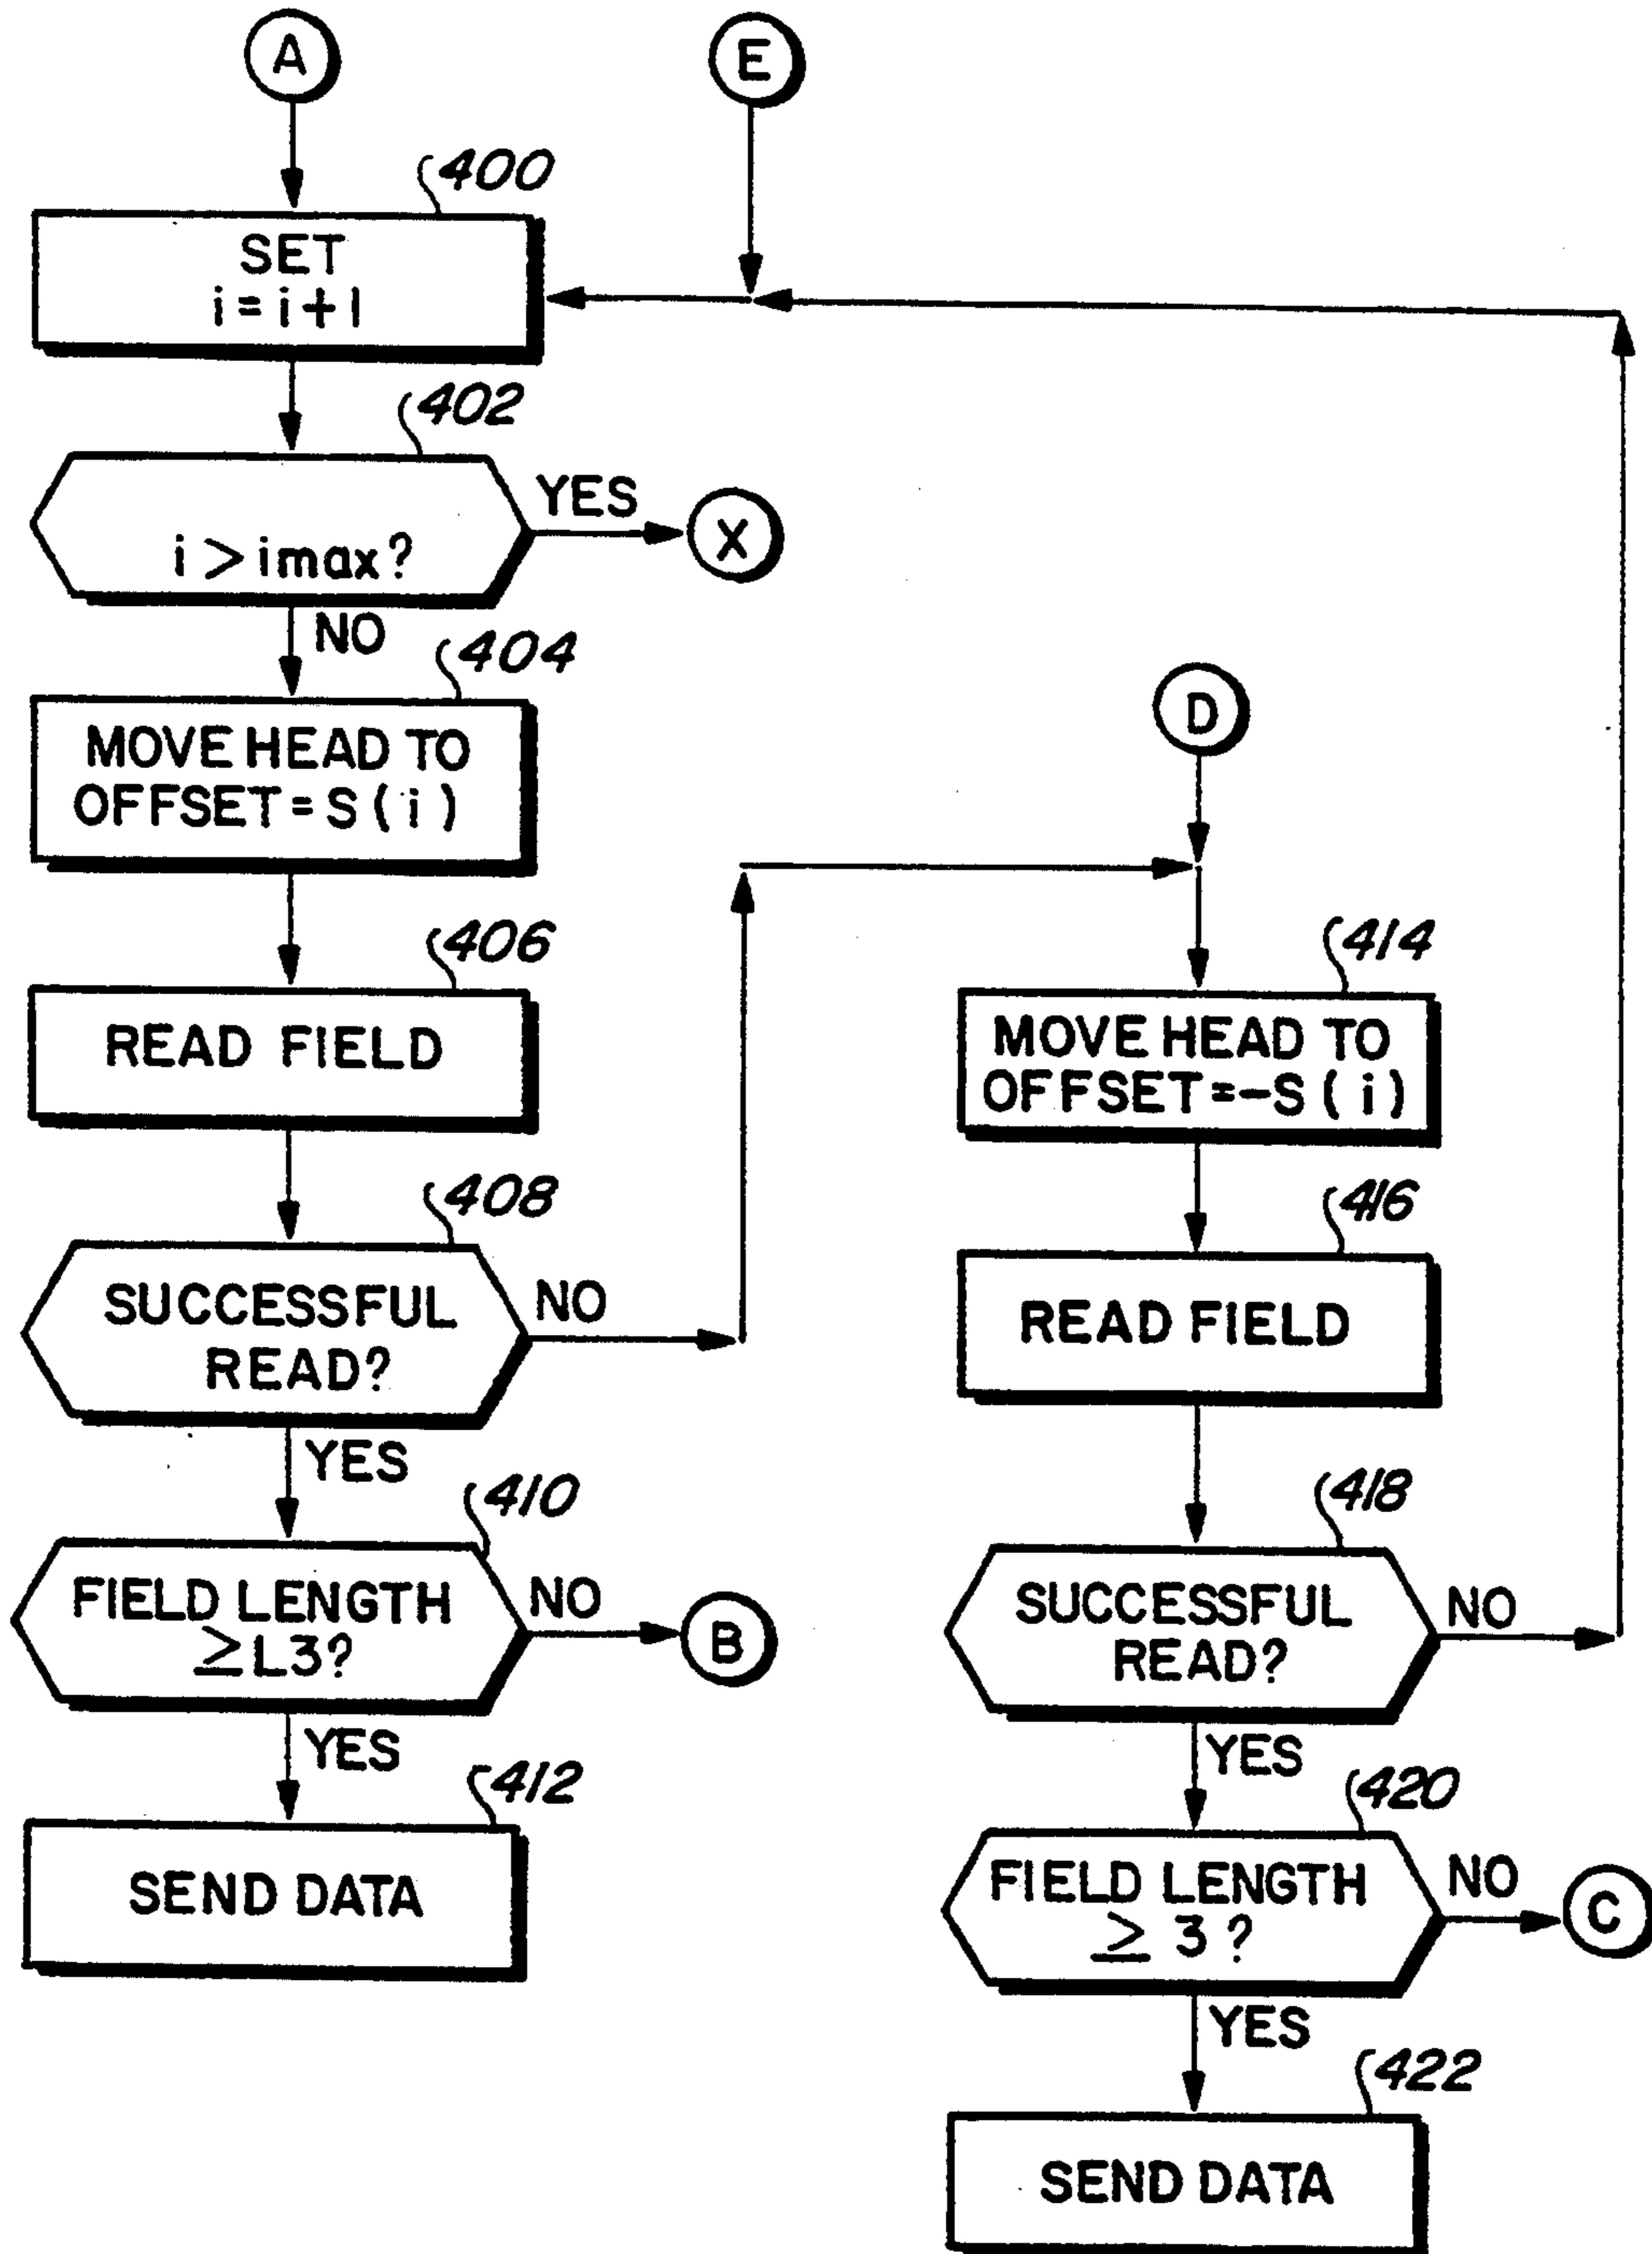 A
E
400
SET
i = i + 1
402
i > imax?
YES
X
NO
404
MOVE HEAD TO
OFFSET = S ( i )
406
READ FIELD
408
SUCCESSFUL
READ?
NO
YES
410
FIELD LENGTH
≥ L3?
NO
B
YES
412
SEND DATA
D
414
MOVE HEAD TO
OFFSET = -S ( i )
416
READ FIELD
418
SUCCESSFUL
READ?
NO
YES
420
FIELD LENGTH
≥ 3 ?
NO
C
YES
422
SEND DATA